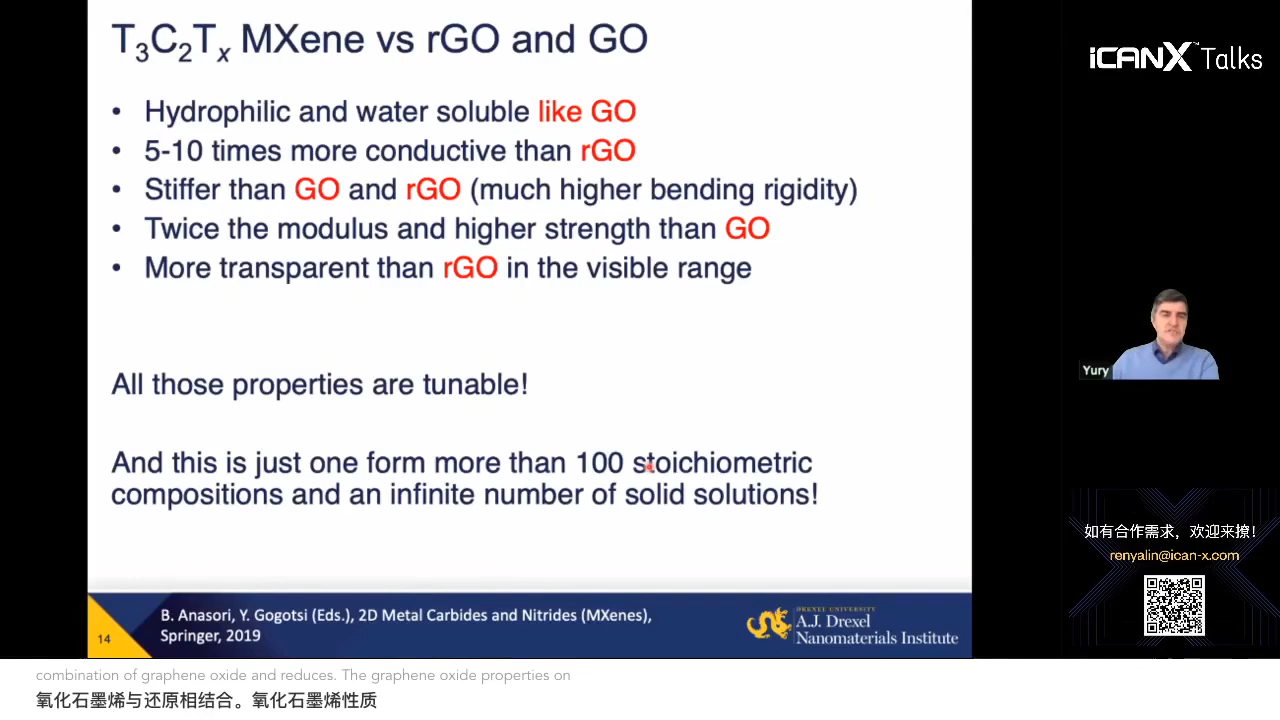 T3C2Tx MXene vs rGO and GO
• Hydrophilic and water soluble like GO
• 5-10 times more conductive than rGO
• Stiffer than GO and rGO (much higher bending rigidity)
• Twice the modulus and higher strength than GO
• More transparent than rGO in the visible range
All those properties are tunable!
And this is just one form more than 100 stoichiometric
compositions and an infinite number of solid solutions!
14
B. Anasori, Y. Gogotsi (Eds.), 2D Metal Carbides and Nitrides (MXenes),
Springer, 2019
DREXEL UNIVERSITY
A.J. Drexel
Nanomaterials Institute
iCANX™ Talks
Yury
如有合作需求，欢迎来撩！
renyalin@ican-x.com
combination of graphene oxide and reduces. The graphene oxide properties on
氧化石墨烯与还原相结合。氧化石墨烯性质